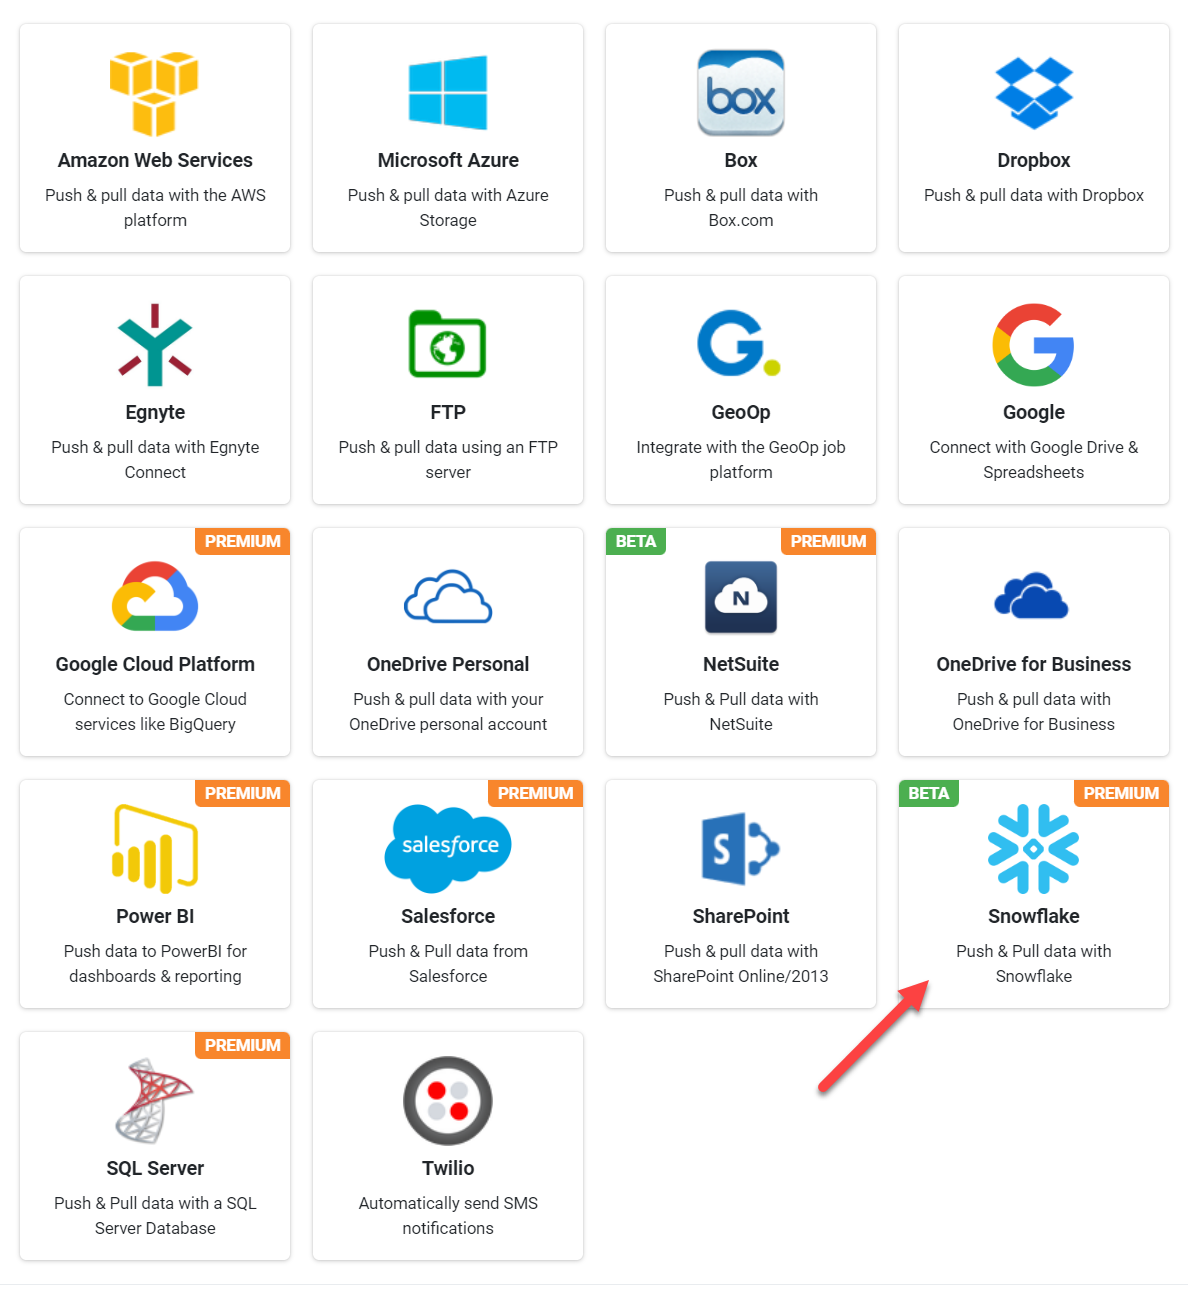 box
Amazon Web Services
Push & pull data with the AWS
platform
Microsoft Azure
Push & pull data with Azure
Storage
Box
Push & pull data with
Box.com
Dropbox
Push & pull data with Dropbox
Egnyte
Push & pull data with Egnyte
Connect
FTP
Push & pull data using an FTP
server
GeoOp
Integrate with the GeoOp job
platform
Google
Connect with Google Drive &
Spreadsheets
PREMIUM
Google Cloud Platform
Connect to Google Cloud
services like BigQuery
OneDrive Personal
Push & pull data with your
OneDrive personal account
BETA
PREMIUM
N
NetSuite
Push & Pull data with
NetSuite
OneDrive for Business
Push & pull data with
OneDrive for Business
PREMIUM
Power BI
Push data to PowerBI for
dashboards & reporting
PREMIUM
salesforce
Salesforce
Push & Pull data from
Salesforce
S
SharePoint
Push & pull data with
SharePoint Online/2013
BETA
PREMIUM
Snowflake
Push & Pull data with
Snowflake
PREMIUM
SQL Server
Push & Pull data with a SQL
Server Database
Twilio
Automatically send SMS
notifications